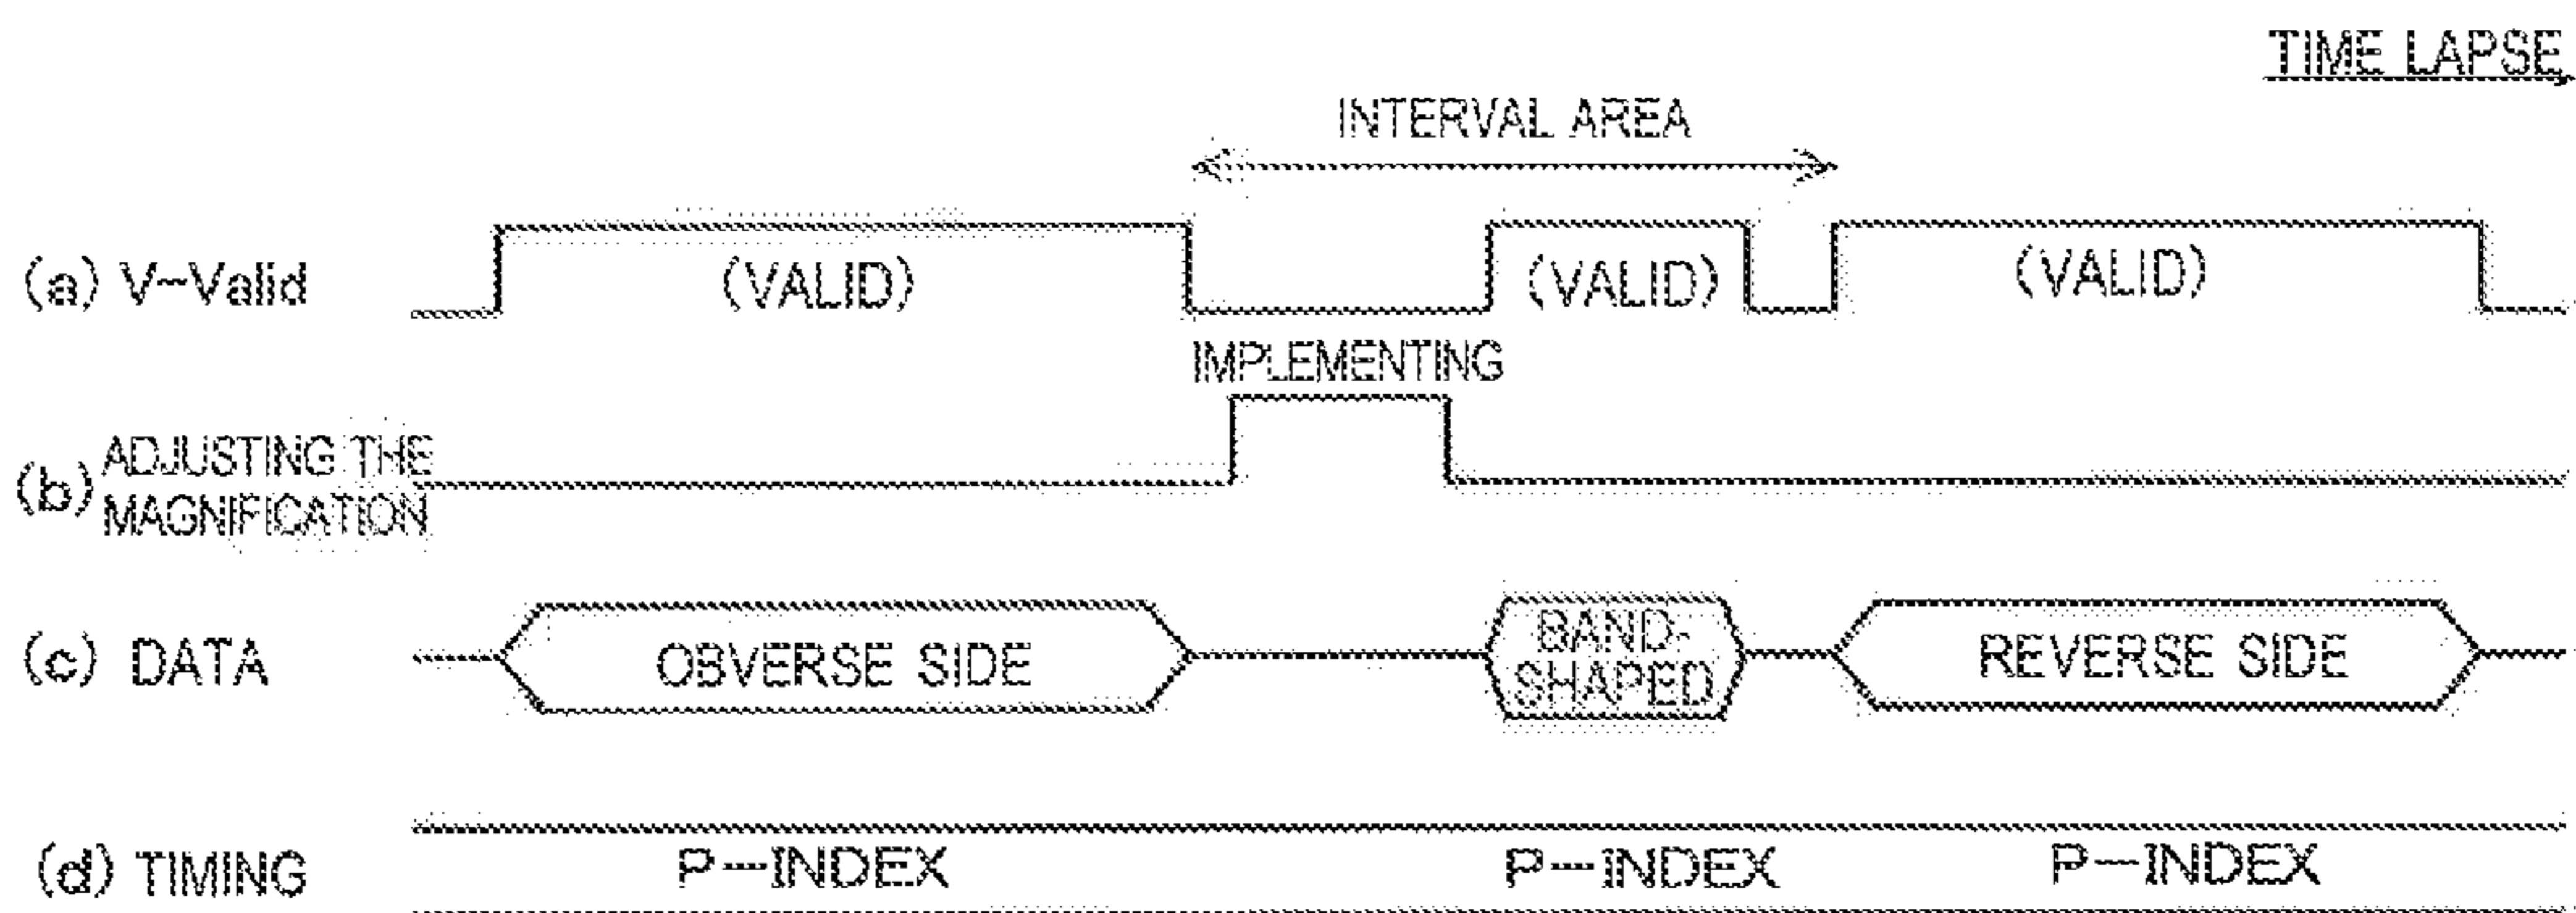 TIME LAPSE
INTERVAL AREA
(a) V-Valid (VALID) (VALID) (VALID)
IMPLEMENTING
(b) ADJUSTING THE
MAGNIFICATION
(c) DATA OBVERSE SIDE BAND-
SHAPED REVERSE SIDE
(d) TIMING P-INDEX P-INDEX P-INDEX